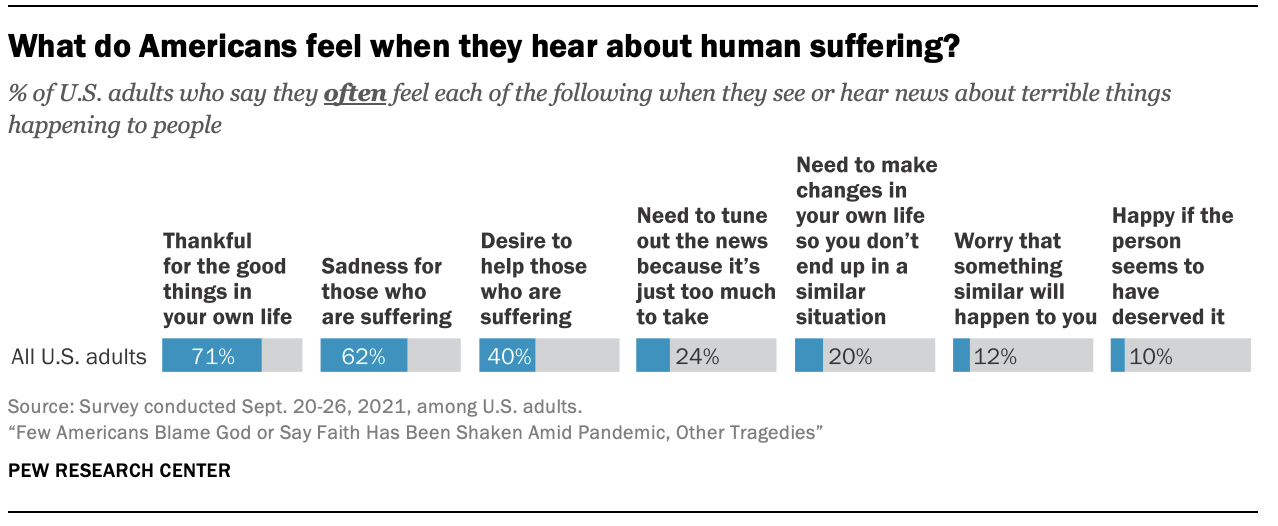 What do Americans feel when they hear about human suffering?
% of U.S. adults who say they often feel each of the following when they see or hear news about terrible things
happening to people
Thankful
for the good
things in
your own life
Sadness for
those who
are suffering
Desire to
help those
who are
suffering
Need to tune
out the news
because it's
just too much
to take
Need to make
changes in
your own life
so you don't
end up in a
similar
situation
Worry that
something
similar will
happen to you
Happy if the
person
seems to
have
deserved it
All U.S. adults 71% 62% 40% 24% 20% 12% 10%
Source: Survey conducted Sept. 20-26, 2021, among U.S. adults.
“Few Americans Blame God or Say Faith Has Been Shaken Amid Pandemic, Other Tragedies”
PEW RESEARCH CENTER